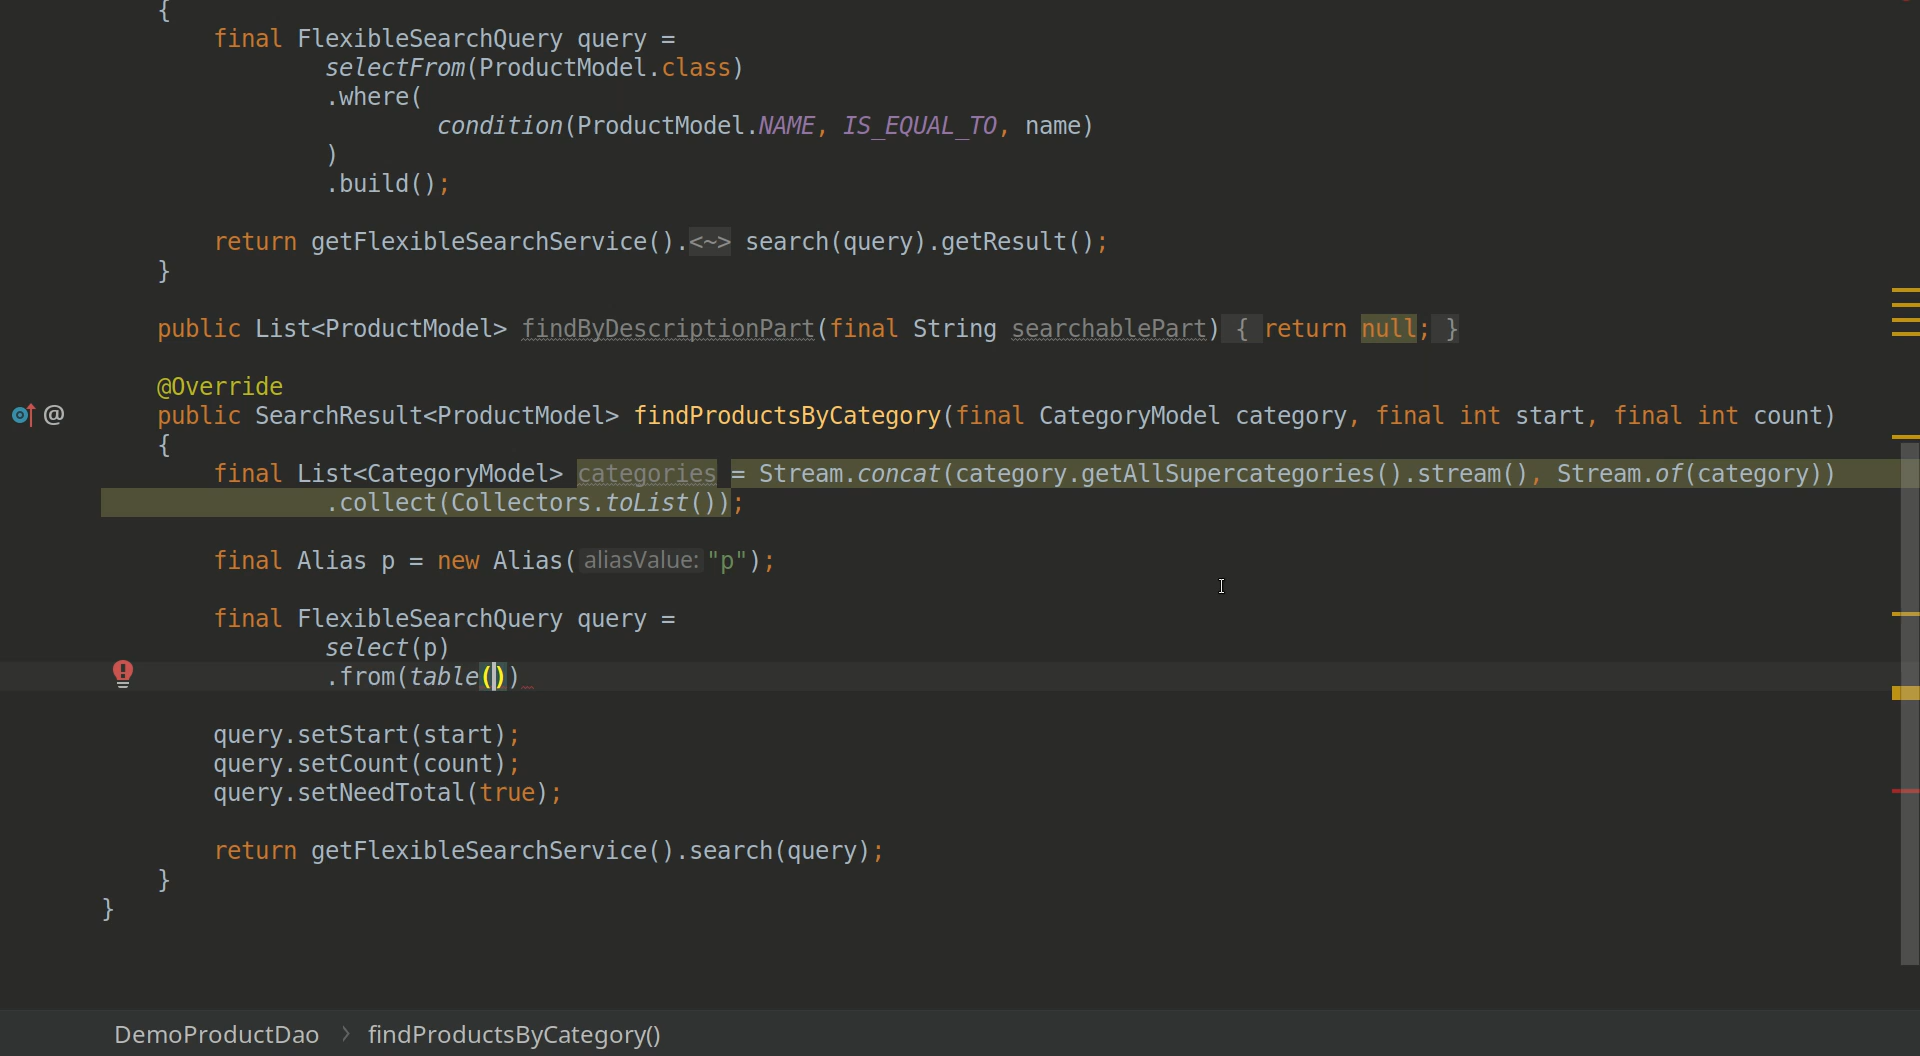 {
final FlexibleSearchQuery query =
selectFrom(ProductModel.class)
.where(
condition(ProductModel.NAME, IS_EQUAL_TO, name)
)
.build();
return getFlexibleSearchService().<~> search(query).getResult();
}
public List<ProductModel> findByDescriptionPart(final String searchablePart) { return null; }
@Override
@ public SearchResult<ProductModel> findProductsByCategory(final CategoryModel category, final int start, final int count)
{
final List<CategoryModel> categories = Stream.concat(category.getAllSupercategories().stream(), Stream.of(category))
.collect(Collectors.toList());
final Alias p = new Alias( aliasValue: "p");
final FlexibleSearchQuery query =
select(p)
.from(table())
query.setStart(start);
query.setCount(count);
query.setNeedTotal(true);
return getFlexibleSearchService().search(query);
}
}
DemoProductDao > findProductsByCategory()